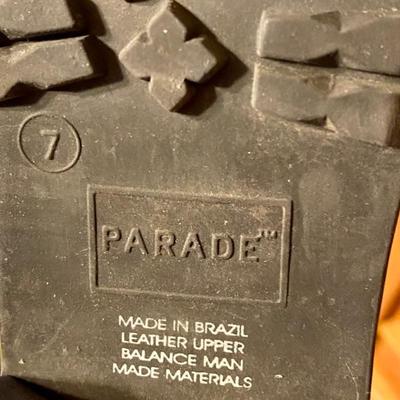 7
PARADE™
MADE IN BRAZIL
LEATHER UPPER
BALANCE MAN
MADE MATERIALS